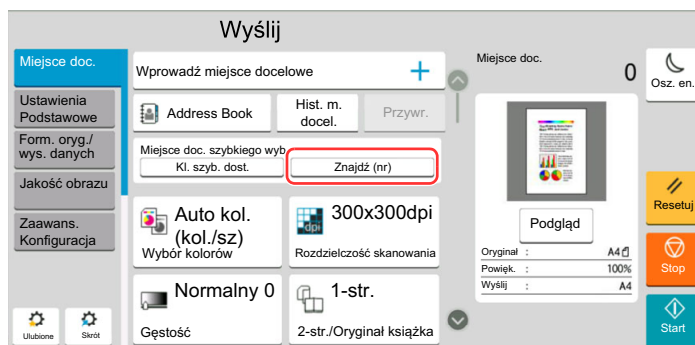 Wyślij
Miejsce doc.
Ustawienia
Podstawowe
Form. oryg./
wys. danych
Jakość obrazu
Zaawans.
Konfiguracja
Ulubione
Skrót
Wprowadź miejsce docelowe
Address Book
Hist. m.
docel.
Przywr.
Miejsce doc. szybkiego wyb
Kl. szyb. dost.
Znajdź (nr)
Auto kol.
(kol./sz)
Wybór kolorów
dpi
300x300dpi
Rozdzielczość skanowania
Normalny 0
Gęstość
1-str.
2-str./Oryginał książka
Miejsce doc.
0
Podgląd
Oryginał : A4
Powięk. : 100%
Wyślij : A4
Osz. en.
Resetuj
Stop
Start